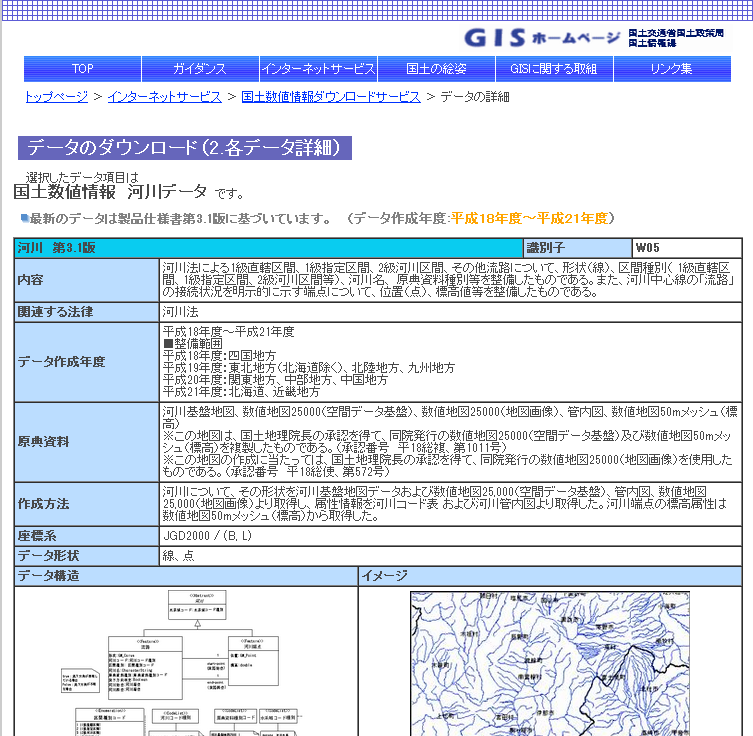 GISホームページ 国土交通省国土政策局
国土情報課
TOP ガイダンス インターネットサービス 国土の絵姿 GISに関する取組 リンク集
トップページ > インターネットサービス > 国土数値情報ダウンロードサービス > データの詳細
データのダウンロード(2.各データ詳細)
選択したデータ項目は
国土数値情報 河川データ です。
最新のデータは製品仕様書第3.1版に基づいています。 (データ作成年度:平成18年度~平成21年度)
河川 第3.1版 識別子 W05
内容
河川法による1級直轄区間、1級指定区間、2級河川区間、その他流路について、形状(線)、区間種別( 1級直轄区
間、1級指定区間、2級河川区間等)、河川名、原典資料種別等を整備したものである。また、河川中心線の「流路」
の接続状況を明示的に示す端点について、位置(点)、標高値等を整備したものである。
関連する法律 河川法
データ作成年度
平成18年度~平成21年度
■整備範囲
平成18年度:四国地方
平成19年度:東北地方(北海道除く)、北陸地方、九州地方
平成20年度:関東地方、中部地方、中国地方
平成21年度:北海道、近畿地方
原典資料
河川基盤地図、数値地図25000(空間データ基盤)、数値地図25000(地図画像)、管内図、数値地図50mメッシュ(標
高)
※この地図は、国土地理院長の承認を得て、同院発行の数値地図25000(空間データ基盤)及び数値地図50mメッ
シュ(標高)を複製したものである。(承認番号 平18総複、第1011号)
※この地図の作成に当たっては、国土地理院長の承認を得て、同院発行の数値地図25000(地図画像)を使用した
ものである。(承認番号 平18総使、第572号)
作成方法
河川について、その形状を河川基盤地図データおよび数値地図25,000(空間データ基盤)、管内図、数値地図
25,000(地図画像)より取得し、属性情報を河川コード表 および河川管内図より取得した。河川端点の標高属性は
数値地図50mメッシュ(標高)から取得した。
座標系 JGD2000 / (B, L)
データ形状 線、点
データ構造 イメージ